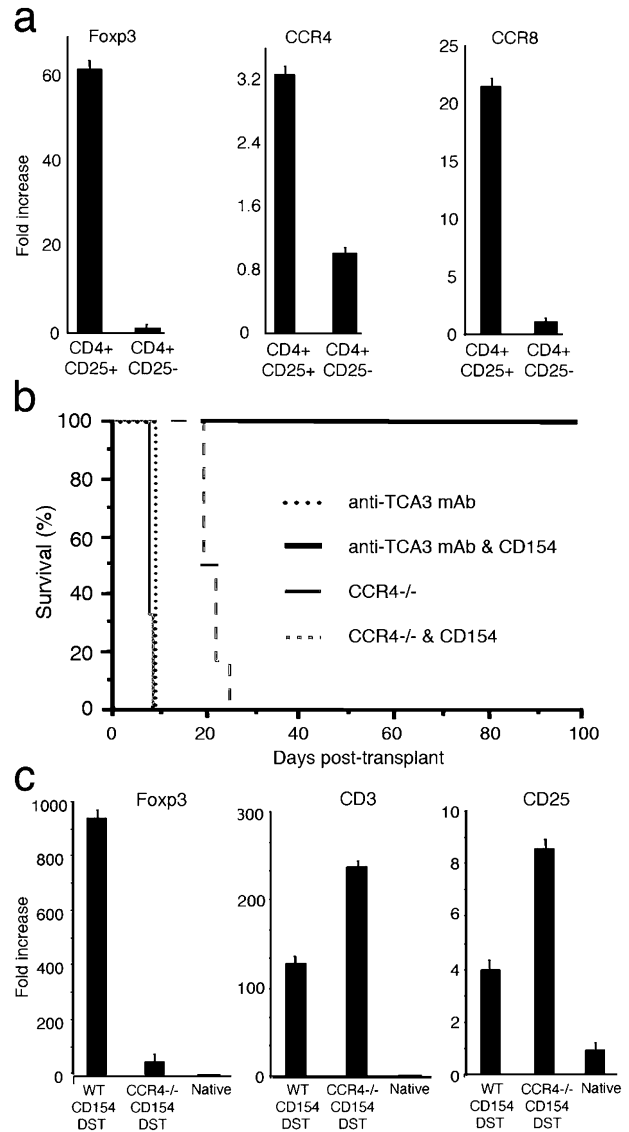 a
Foxp3
CCR4
CCR8
Fold increase
60
40
20
0
3.2
2.4
1.6
0.8
0
25
20
15
10
5
0
CD4+ CD4+
CD25+ CD25-
CD4+ CD4+
CD25+ CD25-
CD4+ CD4+
CD25+ CD25-
b
Survival (%)
100
80
60
40
20
0
anti-TCA3 mAb
anti-TCA3 mAb & CD154
CCR4-/-
CCR4-/- & CD154
0 20 40 60 80 100
Days post-transplant
c
Foxp3
CD3
CD25
Fold increase
1000
800
600
400
200
0
300
200
100
0
10
8
6
4
2
0
WT CCR4-/- Native
CD154 CD154
DST DST
WT CCR4-/- Native
CD154 CD154
DST DST
WT CCR4-/- Native
CD154 CD154
DST DST